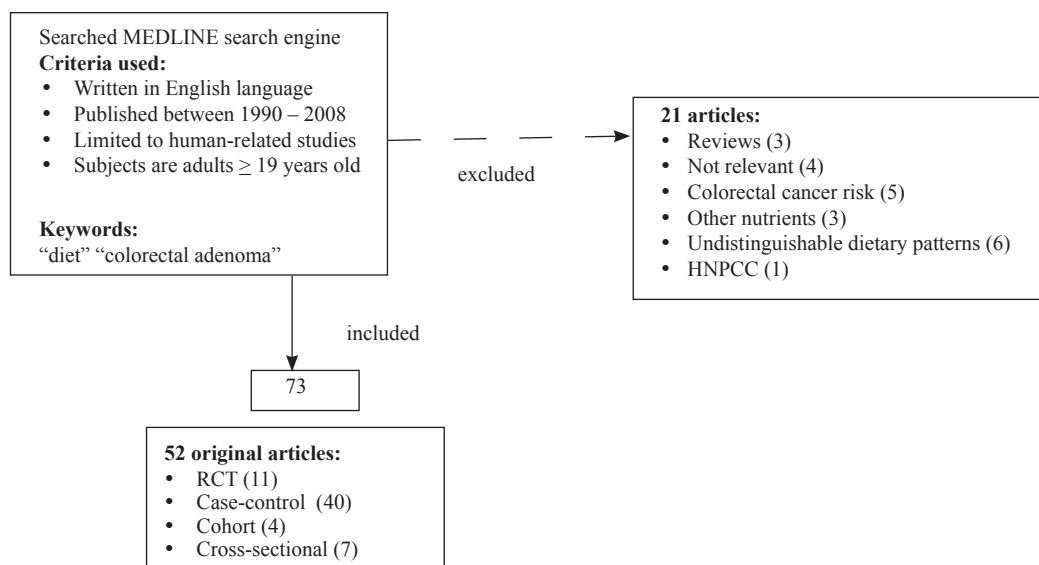 Searched MEDLINE search engine
Criteria used:
• Written in English language
• Published between 1990 – 2008
• Limited to human-related studies
• Subjects are adults ≥ 19 years old
Keywords:
“diet” “colorectal adenoma”
excluded
21 articles:
• Reviews (3)
• Not relevant (4)
• Colorectal cancer risk (5)
• Other nutrients (3)
• Undistinguishable dietary patterns (6)
• HNPCC (1)
included
73
52 original articles:
• RCT (11)
• Case-control (40)
• Cohort (4)
• Cross-sectional (7)